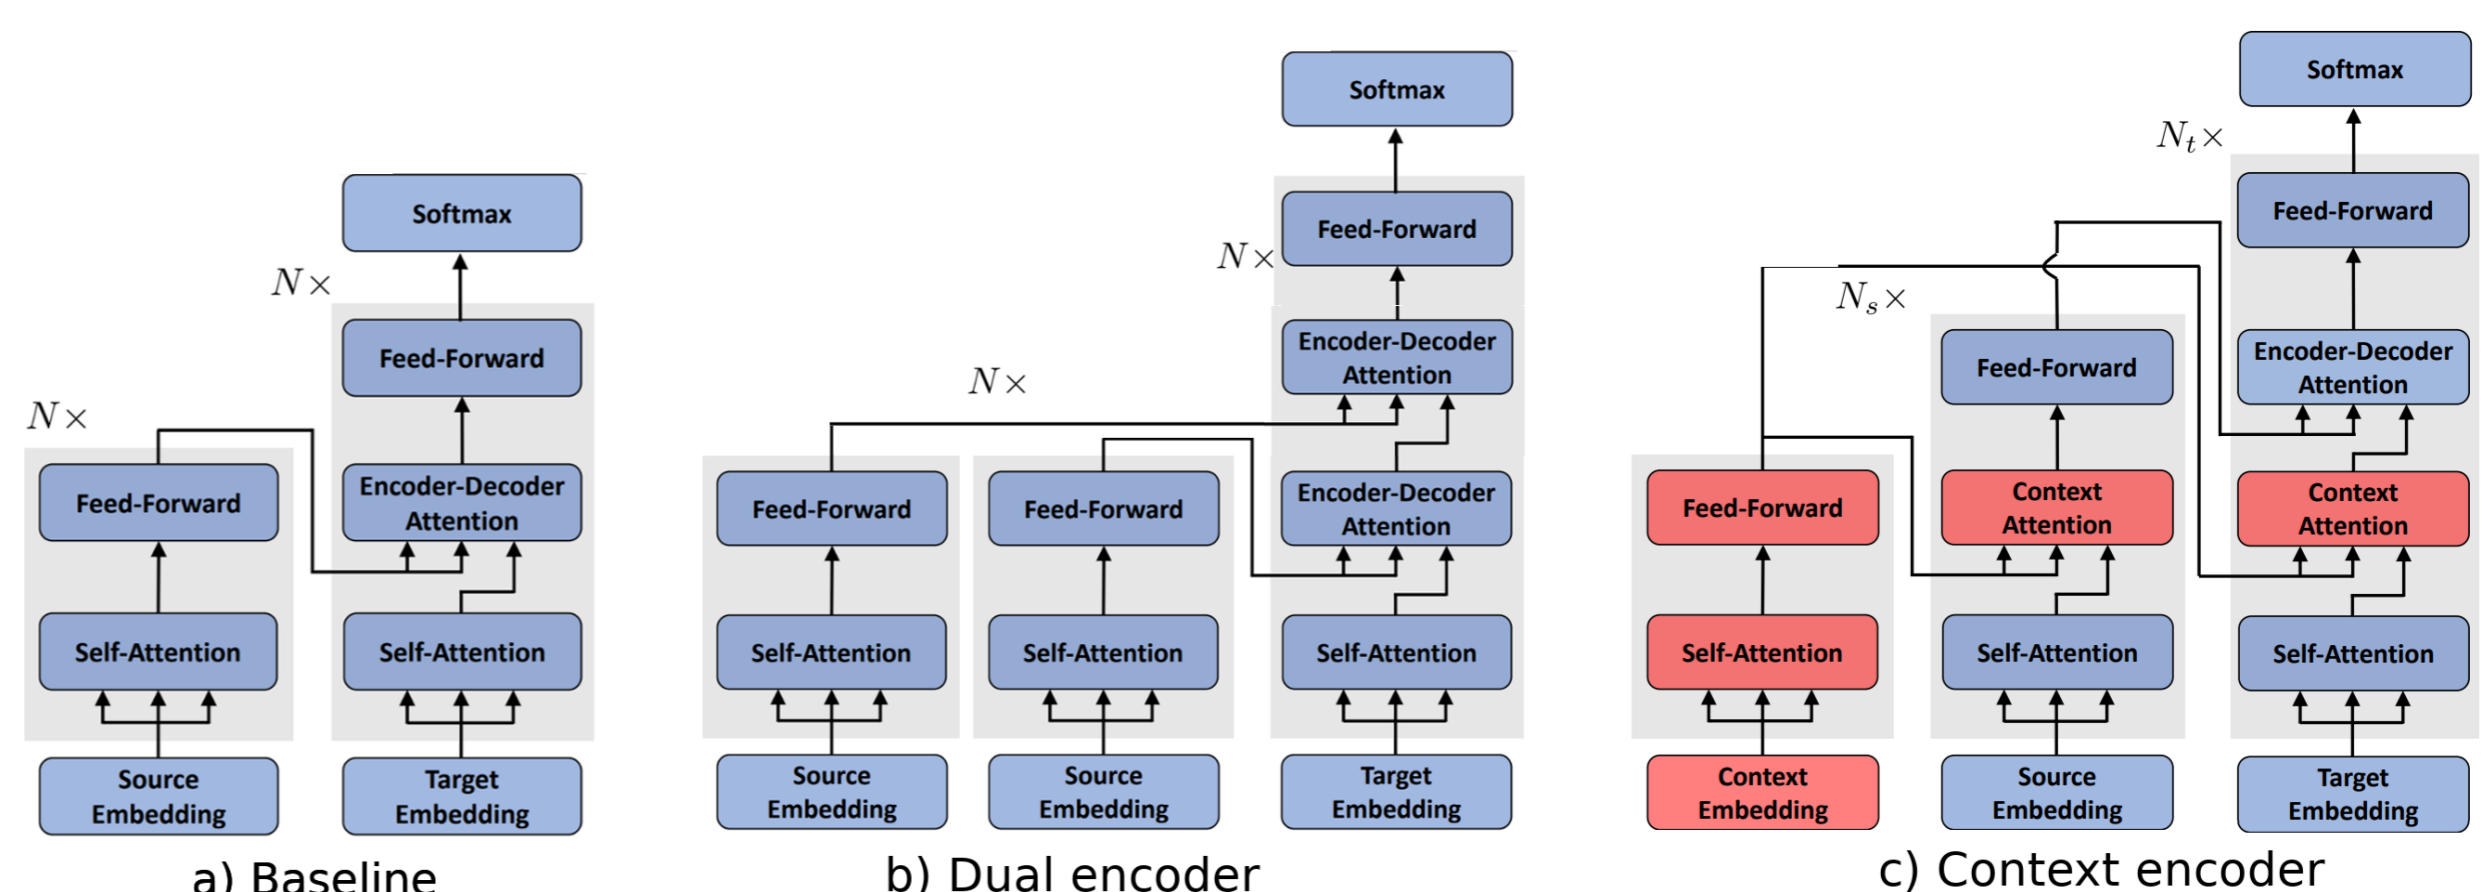 Softmax
N×
Feed-Forward
N×
Feed-Forward
Encoder-Decoder
Attention
Self-Attention
Self-Attention
Source
Embedding
Target
Embedding
a) Baseline
Softmax
Feed-Forward
N×
Encoder-Decoder
Attention
N×
Feed-Forward
Feed-Forward
Encoder-Decoder
Attention
Self-Attention
Self-Attention
Self-Attention
Source
Embedding
Source
Embedding
Target
Embedding
b) Dual encoder
Softmax
Nₜ×
Feed-Forward
Nₛ×
Feed-Forward
Encoder-Decoder
Attention
Feed-Forward
Context
Attention
Context
Attention
Self-Attention
Self-Attention
Self-Attention
Context
Embedding
Source
Embedding
Target
Embedding
c) Context encoder